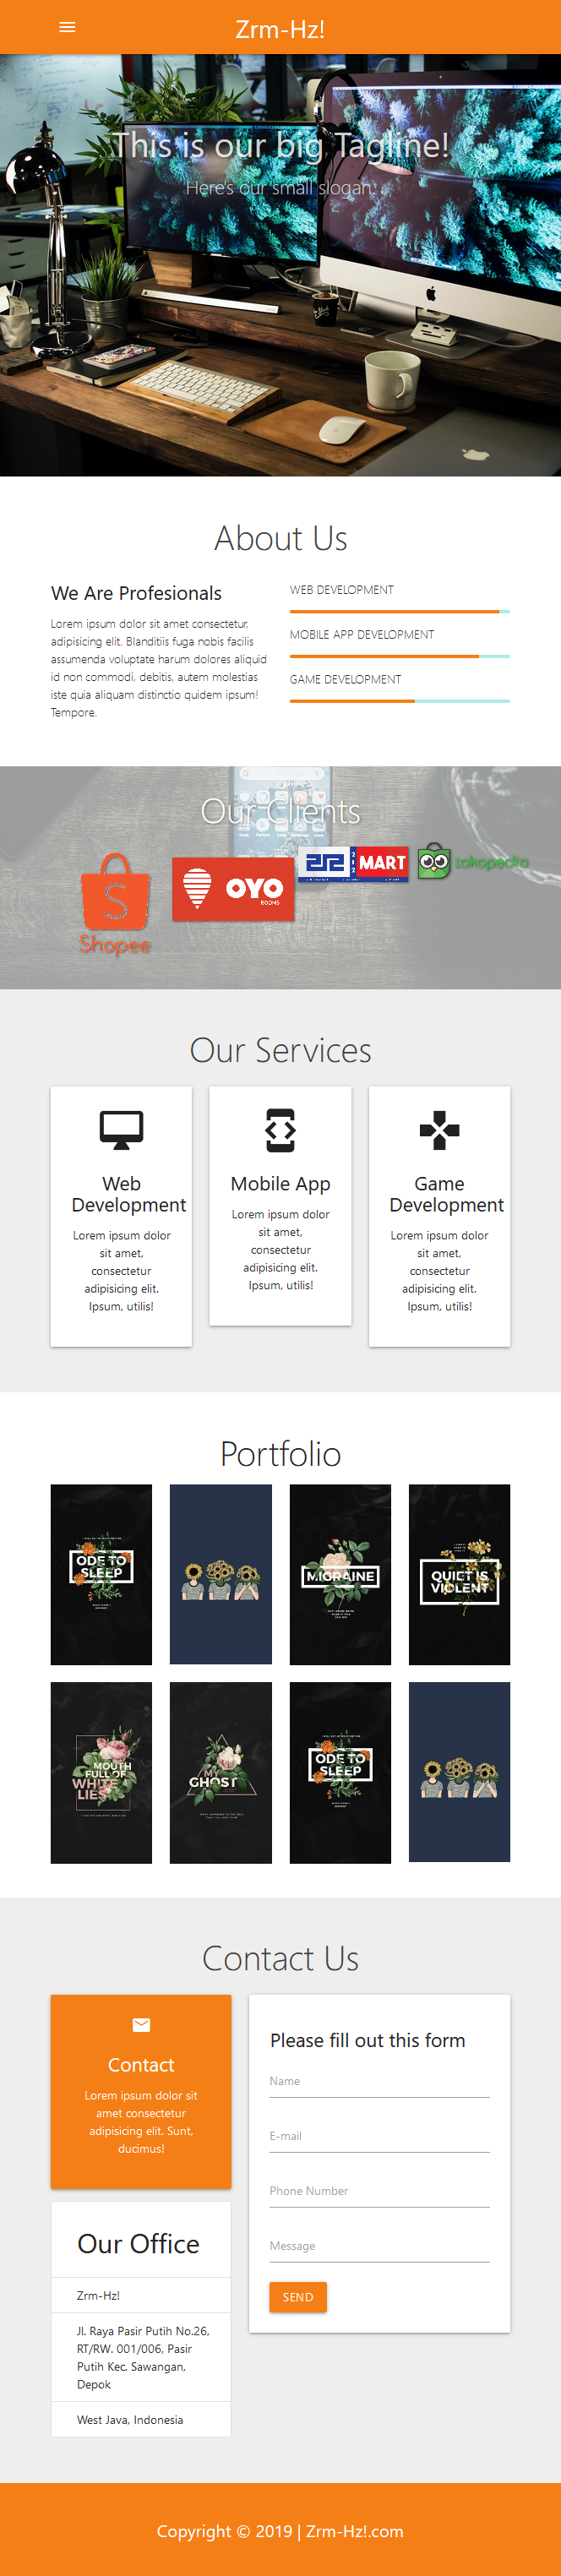 Zrm-Hz!
This is our big Tagline!
Here's our small slogan.
About Us
We Are Profesionals
Lorem ipsum dolor sit amet consectetur,
adipisicing elit. Blanditiis fuga nobis facilis
assumenda voluptate harum dolores aliquid
id non commodi, debitis, autem molestias
iste quia aliquam distinctio quidem ipsum!
Tempore.
WEB DEVELOPMENT
MOBILE APP DEVELOPMENT
GAME DEVELOPMENT
Our Clients
Shopee
OYO
ROOMS
212
MART
tokopedia
Our Services
Web
Development
Lorem ipsum dolor
sit amet,
consectetur
adipisicing elit.
Ipsum, utilis!
Mobile App
Lorem ipsum dolor
sit amet,
consectetur
adipisicing elit.
Ipsum, utilis!
Game
Development
Lorem ipsum dolor
sit amet,
consectetur
adipisicing elit.
Ipsum, utilis!
Portfolio
ODE TO
SLEEP
MIGRAINE
QUIET IS
VIOLENT
MOUTH
FULL OF
WHITE
LIES
MY
GHOST
ODE TO
SLEEP
Contact Us
Contact
Lorem ipsum dolor sit
amet consectetur
adipisicing elit. Sunt,
ducimus!
Our Office
Zrm-Hz!
Jl. Raya Pasir Putih No.26,
RT/RW. 001/006, Pasir
Putih Kec. Sawangan,
Depok
West Java, Indonesia
Please fill out this form
Name
E-mail
Phone Number
Message
SEND
Copyright © 2019 | Zrm-Hz!.com